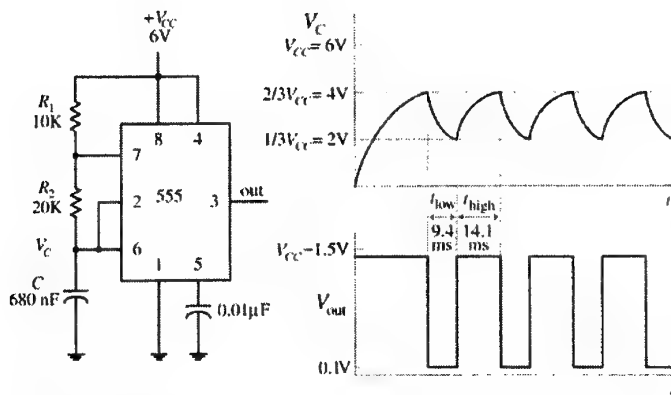 +V_CC
6V
R1
10K
R2
20K
V_C
C
680 nF
8
4
7
2
555
3
out
6
1
5
0.01μF
V_C
V_CC = 6V
2/3V_CC = 4V
1/3V_CC = 2V
t
t_low
t_high
9.4
ms
14.1
ms
V_CC−1.5V
V_out
0.1V